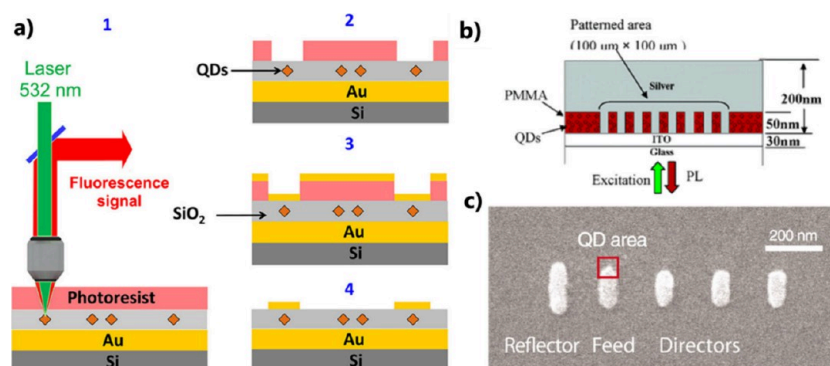 a)
1
Laser
532 nm
Fluorescence
signal
Photoresist
Au
Si
2
QDs
Au
Si
3
SiO2
Au
Si
4
Au
Si
b)
Patterned area
(100 μm × 100 μm)
Silver
PMMA
QDs
200nm
50nm
30nm
ITO
Glass
Excitation
PL
c)
QD area
200 nm
Reflector Feed Directors